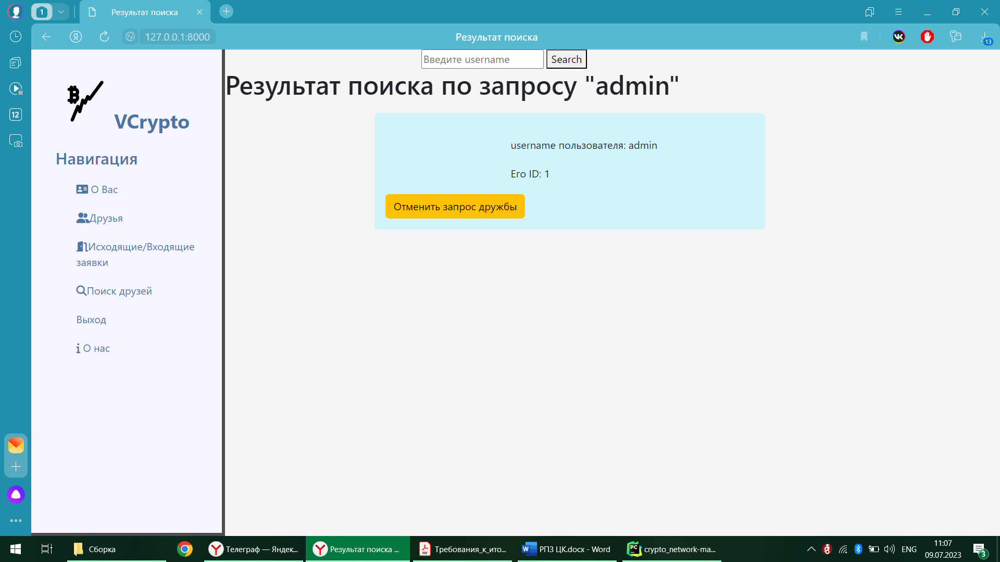 1
Результат поиска
127.0.0.1:8000
Результат поиска
13
12
VCrypto
Навигация
О Вас
Друзья
Исходящие/Входящие
заявки
Поиск друзей
Выход
О нас
Введите username
Search
Результат поиска по запросу "admin"
username пользователя: admin
Его ID: 1
Отменить запрос дружбы
Сборка
Телеграф — Яндек...
Результат поиска ...
Требования_к_ито...
РПЗ ЦК.docx - Word
crypto_network-ma...
ENG
11:07
09.07.2023
3